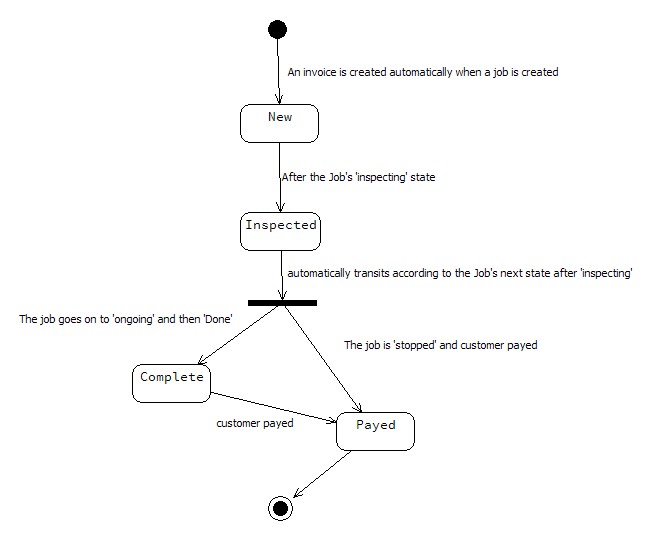 An invoice is created automatically when a job is created
New
After the Job's 'inspecting' state
Inspected
automatically transits according to the Job's next state after 'inspecting'
The job goes on to 'ongoing' and then 'Done'
The job is 'stopped' and customer payed
Complete
customer payed
Payed